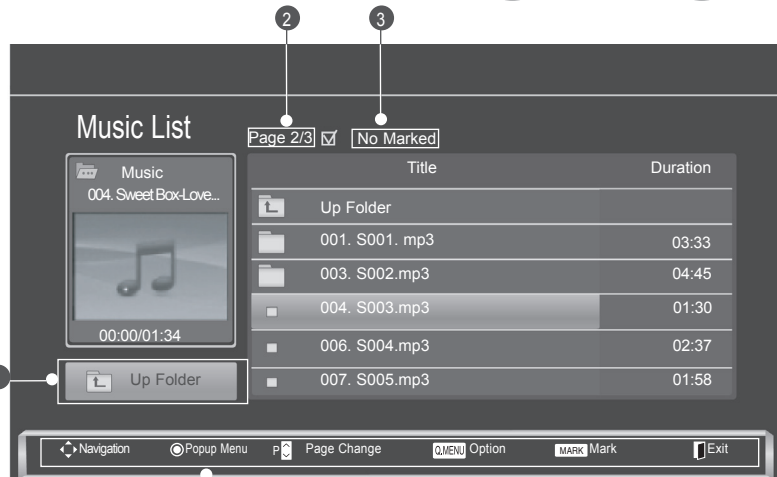 2 3
Music List
Page 2/3 No Marked
Music
004. Sweet Box-Love...
00:00/01:34
Up Folder
Title Duration
Up Folder
001. S001. mp3 03:33
003. S002.mp3 04:45
004. S003.mp3 01:30
006. S004.mp3 02:37
007. S005.mp3 01:58
Navigation Popup Menu P Page Change Q.MENU Option MARK Mark Exit